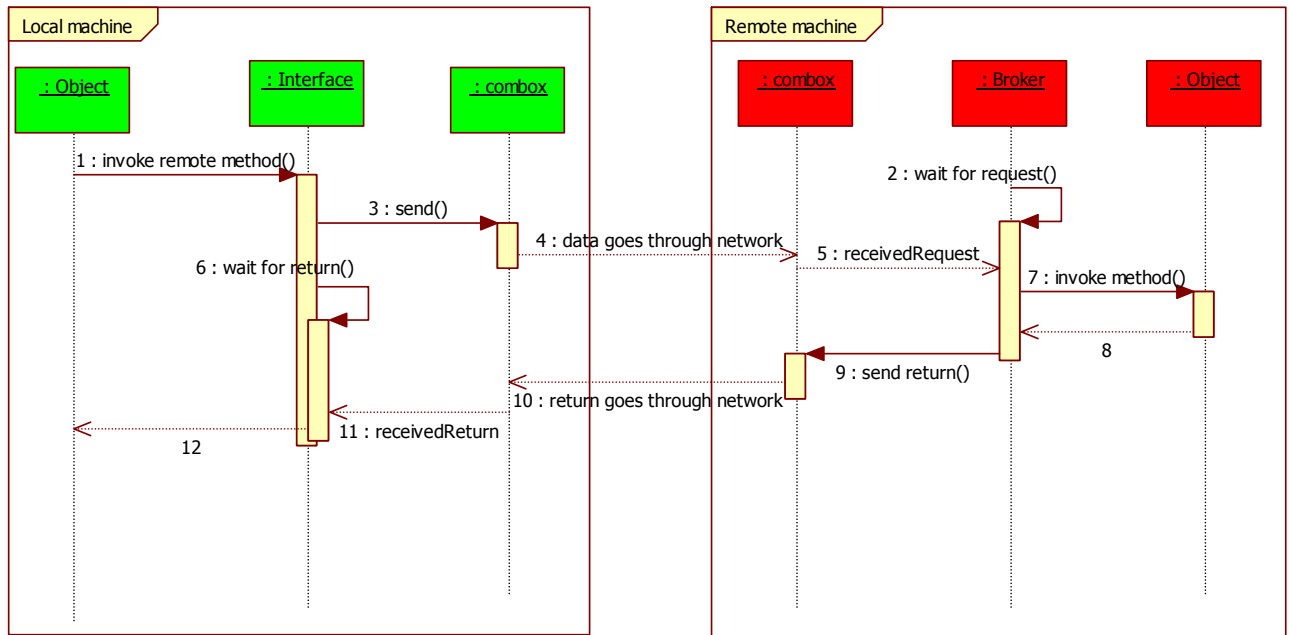 Local machine
Remote machine
: Object
: Interface
: combox
: combox
: Broker
: Object
1 : invoke remote method()
2 : wait for request()
3 : send()
4 : data goes through network
5 : receivedRequest
6 : wait for return()
7 : invoke method()
8
9 : send return()
10 : return goes through network
11 : receivedReturn
12